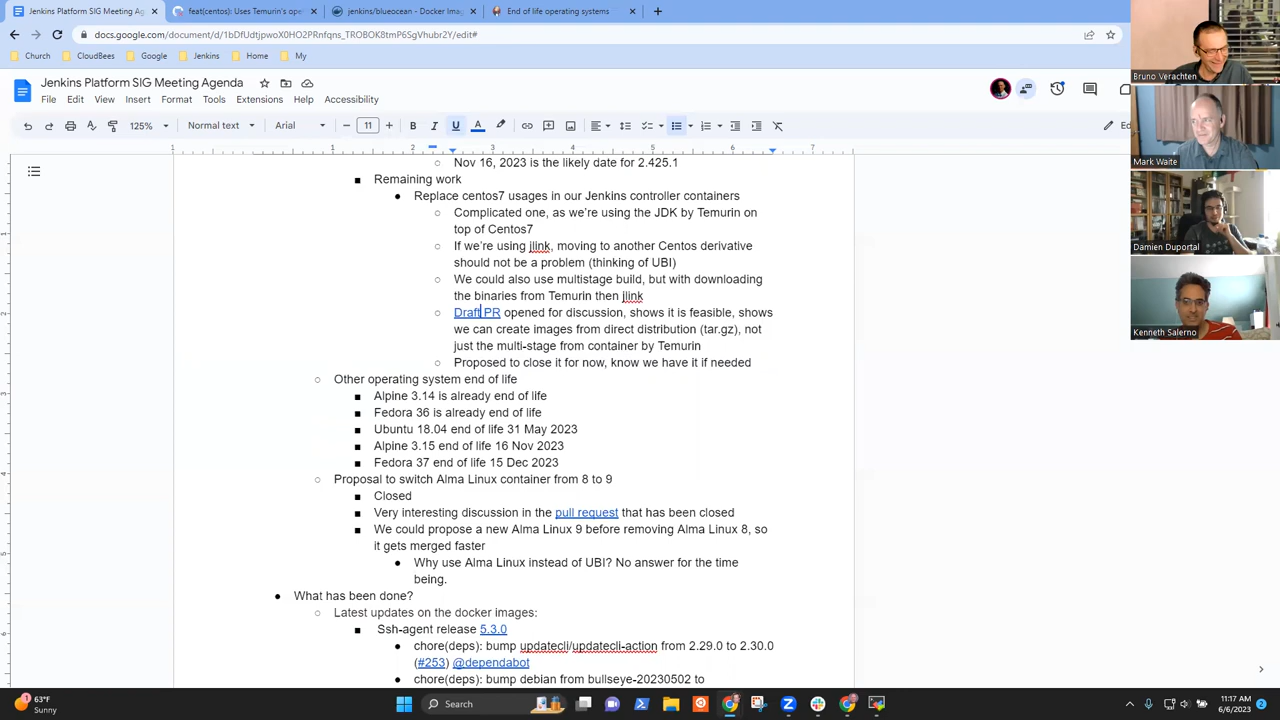 Jenkins Platform SIG Meeting Agenda
feat(centos): Uses Temurin's ope
jenkins/blueocean - Docker Imag
End of life operating systems
docs.google.com/document/d/1bDfUdtjpwoX0HO2PRnfqns_TROBOK8tmP6SgVhubr2Y/edit#
Church
CloudBees
Google
Jenkins
Home
My
Jenkins Platform SIG Meeting Agenda
File Edit View Insert Format Tools Extensions Accessibility
125% Normal text Arial 11 B I U A Ed
1 1 2 3 4 5 6 7
Nov 16, 2023 is the likely date for 2.425.1
Remaining work
Replace centos7 usages in our Jenkins controller containers
Complicated one, as we're using the JDK by Temurin on
top of Centos7
If we're using jlink, moving to another Centos derivative
should not be a problem (thinking of UBI)
We could also use multistage build, but with downloading
the binaries from Temurin then jlink
Draft PR opened for discussion, shows it is feasible, shows
we can create images from direct distribution (tar.gz), not
just from multi-stage from container by Temurin
Proposed to close it for now, know we have it if needed
Other operating system end of life
Alpine 3.14 is already end of life
Fedora 36 is already end of life
Ubuntu 18.04 end of life 31 May 2023
Alpine 3.15 end of life 16 Nov 2023
Fedora 37 end of life 15 Dec 2023
Proposal to switch Alma Linux container from 8 to 9
Closed
Very interesting discussion in the pull request that has been closed
We could propose a new Alma Linux 9 before removing Alma Linux 8, so
it gets merged faster
Why use Alma Linux instead of UBI? No answer for the time
being.
What has been done?
Latest updates on the docker images:
Ssh-agent release 5.3.0
chore(deps): bump updatecli/updatecli-action from 2.29.0 to 2.30.0
(#253) @dependabot
chore(deps): bump debian from bullseye-20230502 to
Bruno Verachten
Mark Waite
Damien Duportal
Kenneth Salerno
63°F
Sunny
Search
11:17 AM
6/6/2023
2